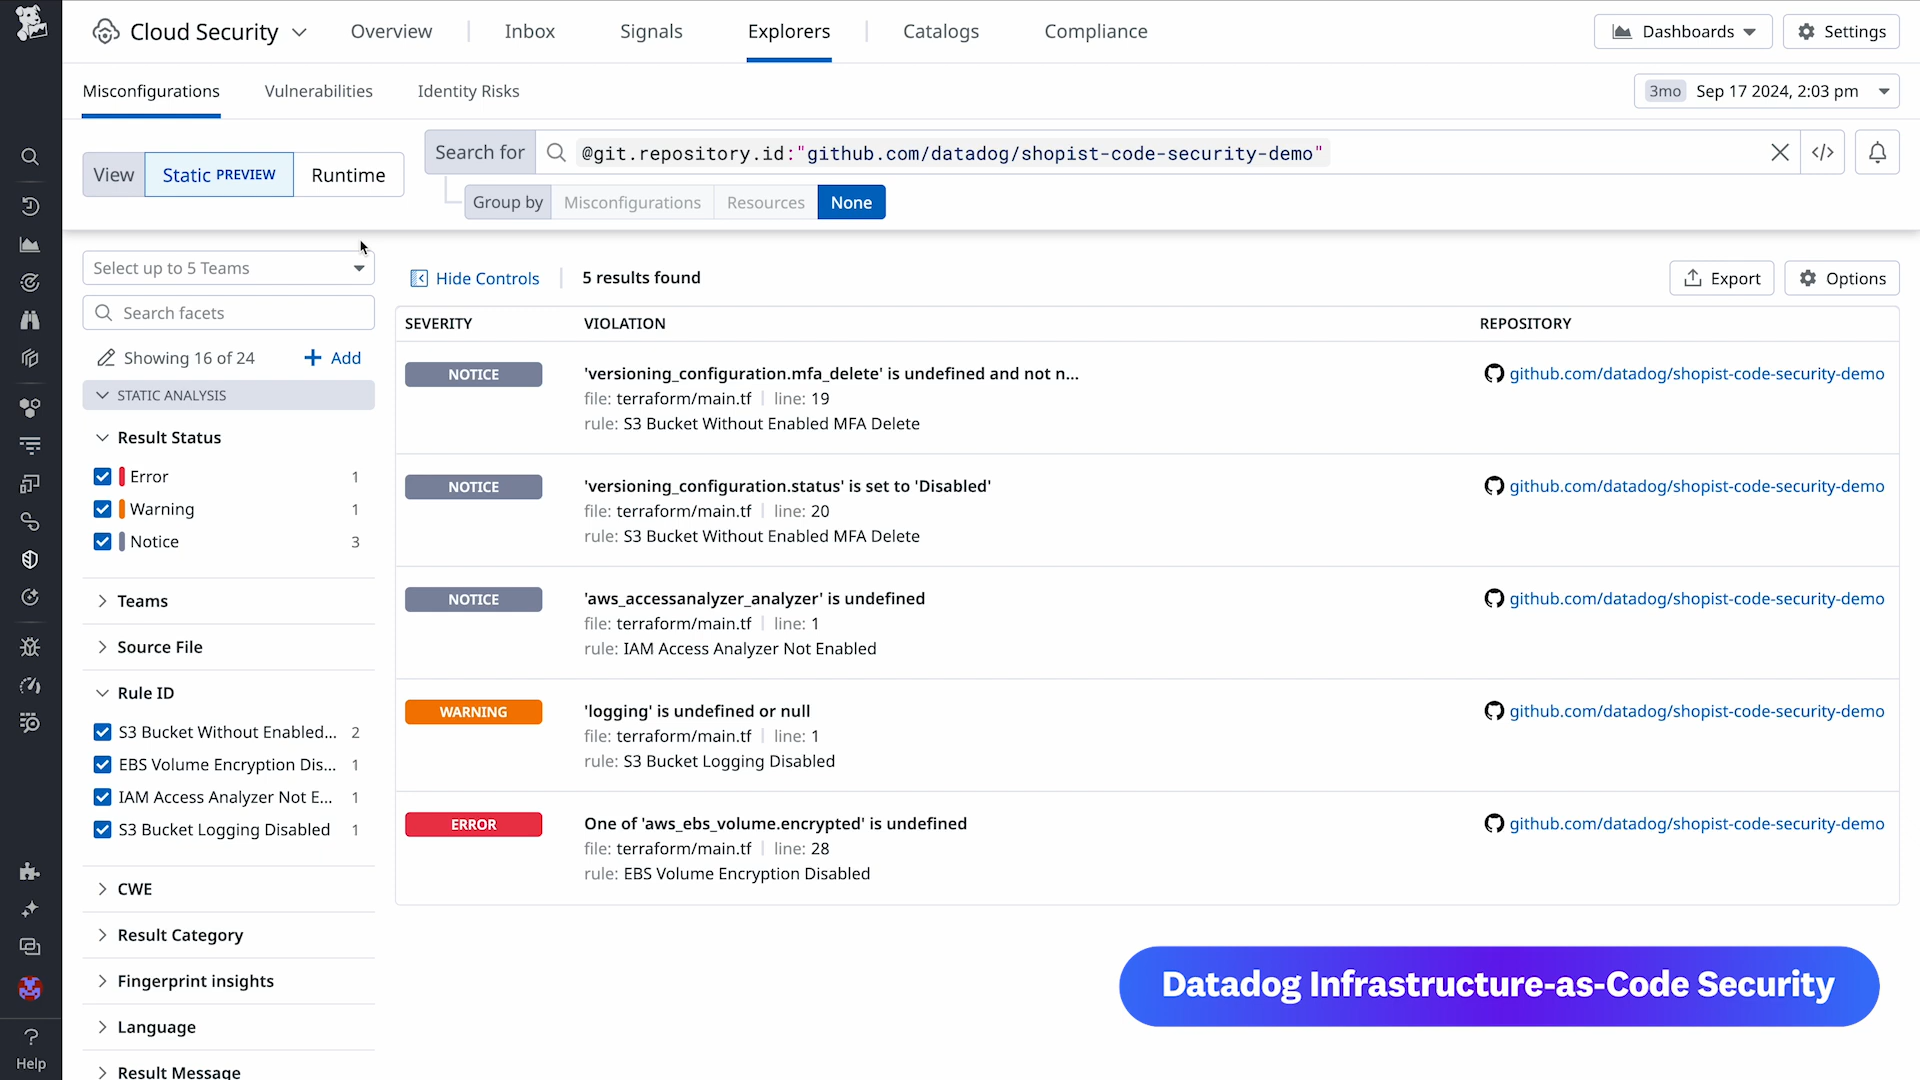 Cloud Security
Overview
Inbox
Signals
Explorers
Catalogs
Compliance
Dashboards
Settings
Misconfigurations
Vulnerabilities
Identity Risks
3mo Sep 17 2024, 2:03 pm
View
Static PREVIEW
Runtime
Search for
@git.repository.id:"github.com/datadog/shopist-code-security-demo"
</>
Group by
Misconfigurations
Resources
None
Select up to 5 Teams
Search facets
Showing 16 of 24
+ Add
STATIC ANALYSIS
Result Status
Error 1
Warning 1
Notice 3
Teams
Source File
Rule ID
S3 Bucket Without Enabled... 2
EBS Volume Encryption Dis... 1
IAM Access Analyzer Not E... 1
S3 Bucket Logging Disabled 1
CWE
Result Category
Fingerprint insights
Language
Result Message
Hide Controls
5 results found
Export
Options
SEVERITY
VIOLATION
REPOSITORY
NOTICE
'versioning_configuration.mfa_delete' is undefined and not n...
file: terraform/main.tf | line: 19
rule: S3 Bucket Without Enabled MFA Delete
github.com/datadog/shopist-code-security-demo
NOTICE
'versioning_configuration.status' is set to 'Disabled'
file: terraform/main.tf | line: 20
rule: S3 Bucket Without Enabled MFA Delete
github.com/datadog/shopist-code-security-demo
NOTICE
'aws_accessanalyzer_analyzer' is undefined
file: terraform/main.tf | line: 1
rule: IAM Access Analyzer Not Enabled
github.com/datadog/shopist-code-security-demo
WARNING
'logging' is undefined or null
file: terraform/main.tf | line: 1
rule: S3 Bucket Logging Disabled
github.com/datadog/shopist-code-security-demo
ERROR
One of 'aws_ebs_volume.encrypted' is undefined
file: terraform/main.tf | line: 28
rule: EBS Volume Encryption Disabled
github.com/datadog/shopist-code-security-demo
Datadog Infrastructure-as-Code Security
?
Help